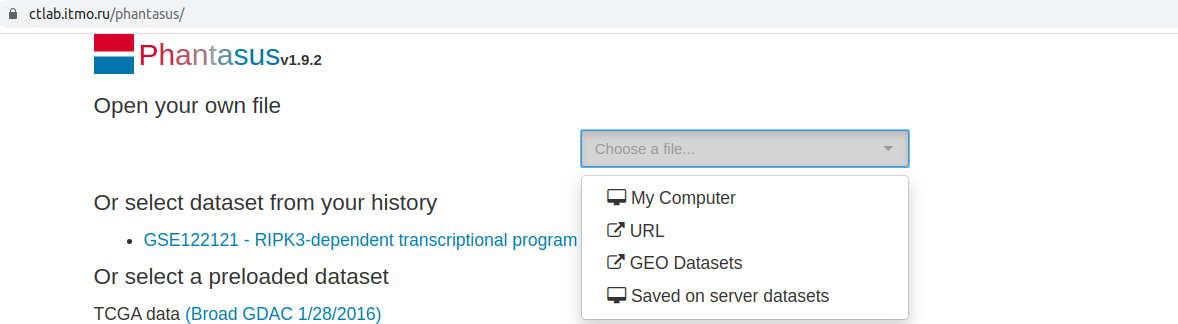 ctlab.itmo.ru/phantasus/
Phantasusv1.9.2
Open your own file
Choose a file...
My Computer
URL
GEO Datasets
Saved on server datasets
Or select dataset from your history
GSE122121 - RIPK3-dependent transcriptional program
Or select a preloaded dataset
TCGA data (Broad GDAC 1/28/2016)